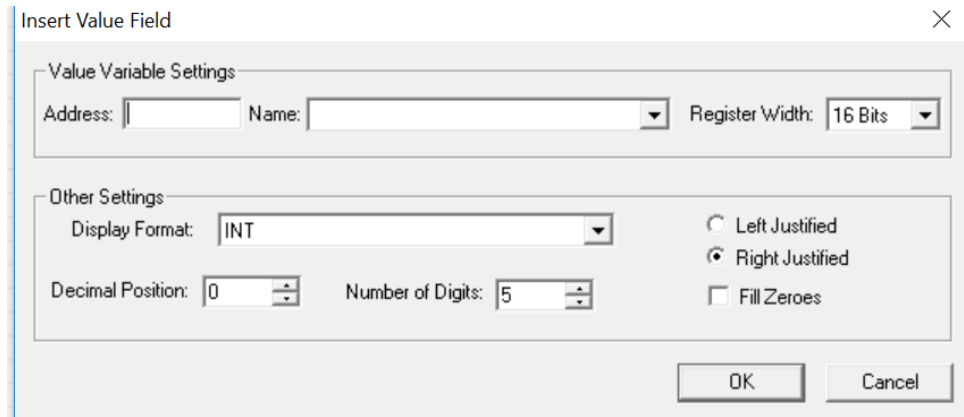 Insert Value Field
Value Variable Settings
Address: Name: Register Width: 16 Bits
Other Settings
Display Format: INT
Left Justified
Right Justified
Decimal Position: 0 Number of Digits: 5
Fill Zeroes
OK Cancel